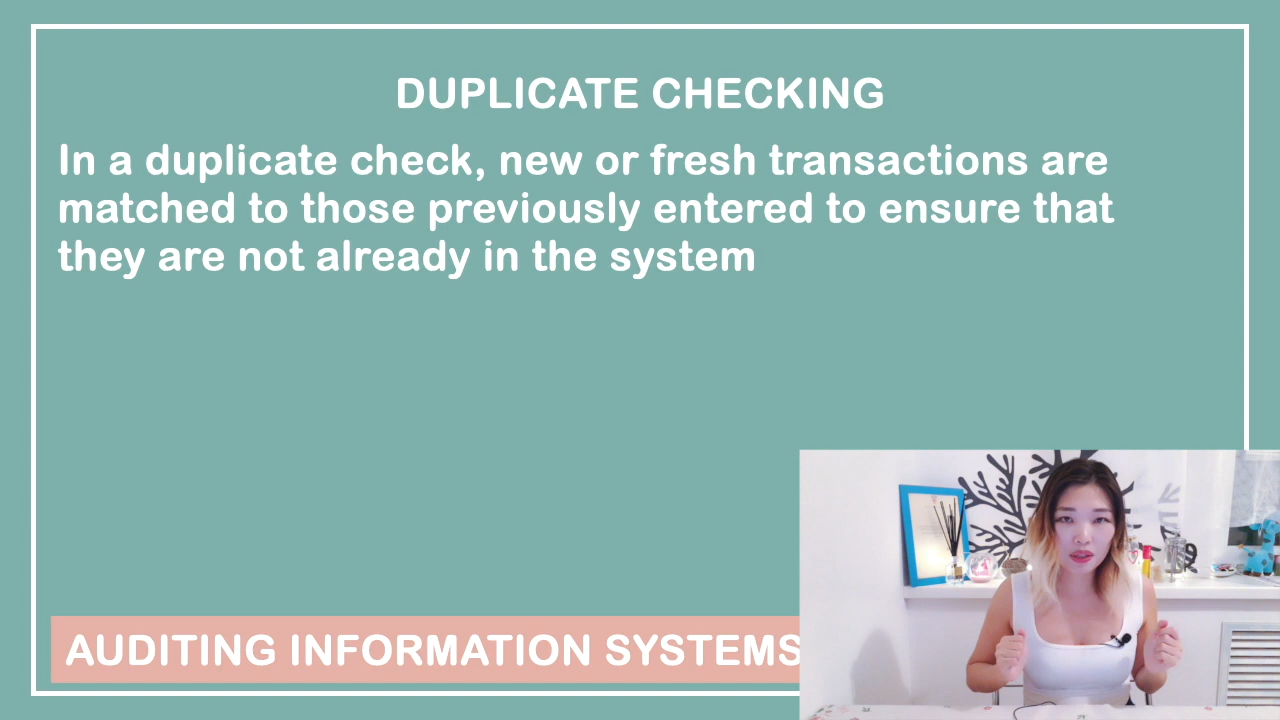 DUPLICATE CHECKING
In a duplicate check, new or fresh transactions are
matched to those previously entered to ensure that
they are not already in the system
AUDITING INFORMATION SYSTEMS